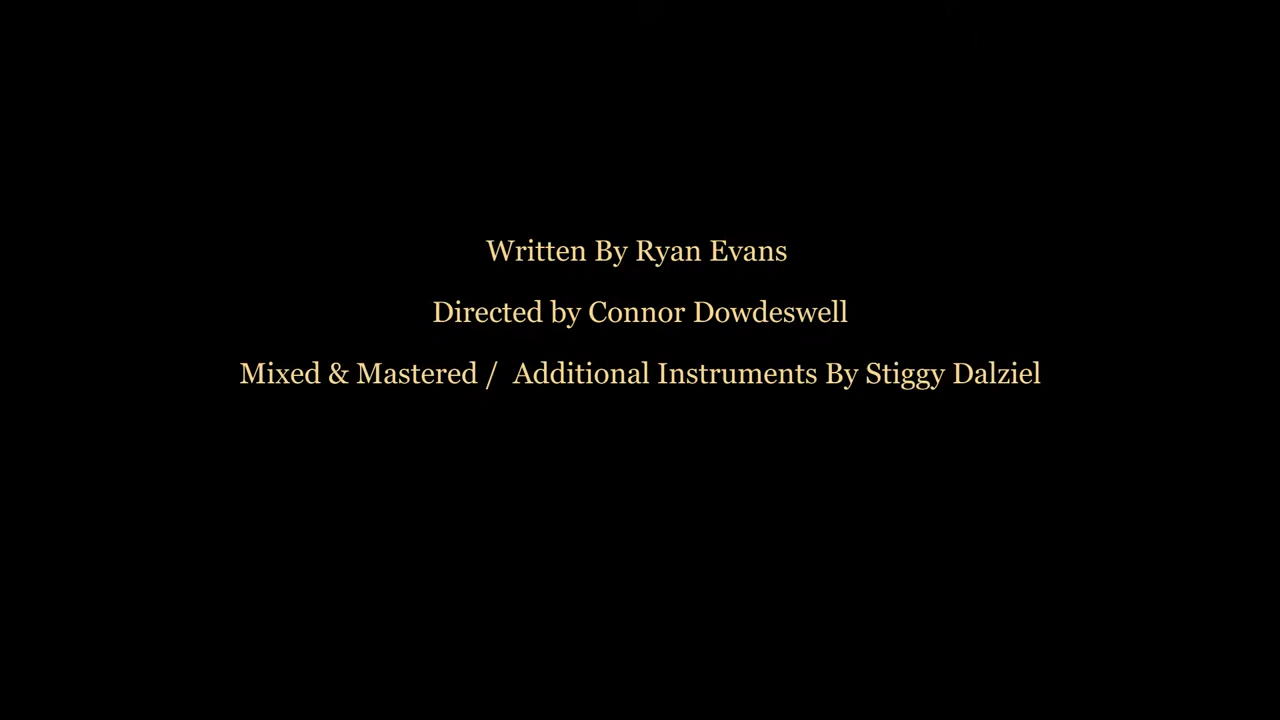 Written By Ryan Evans
Directed by Connor Dowdeswell
Mixed & Mastered /  Additional Instruments By Stiggy Dalziel